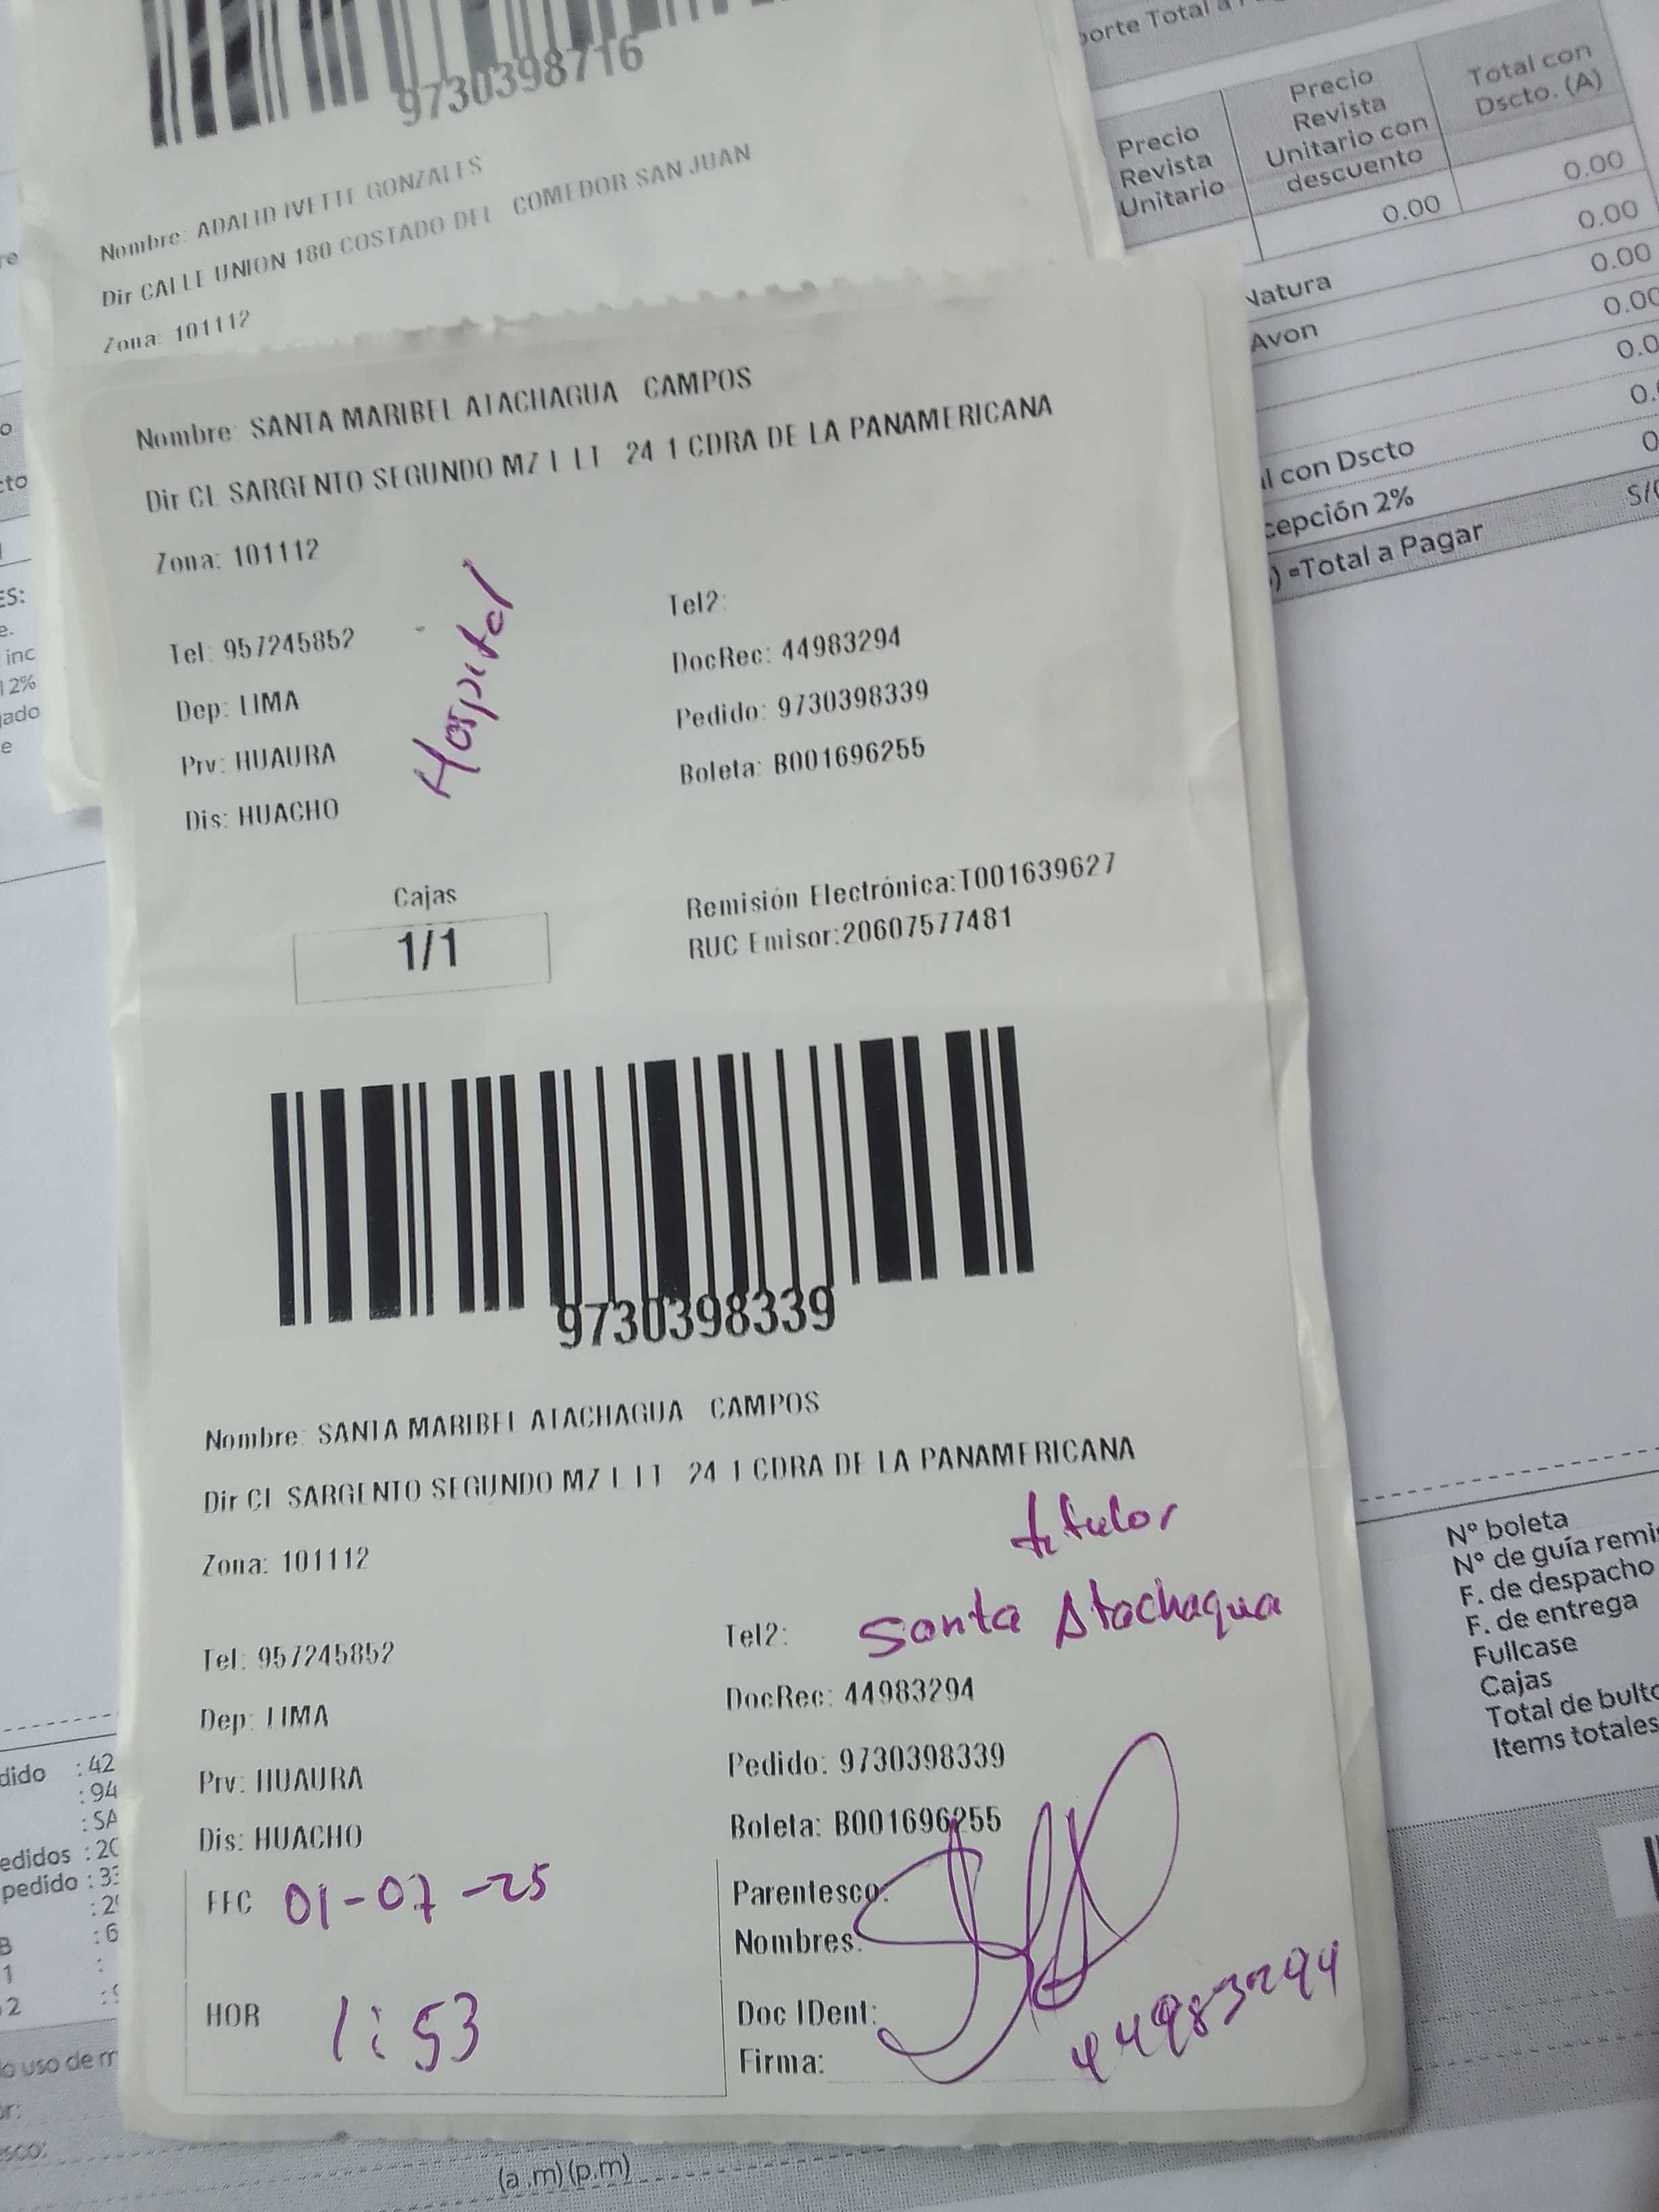 9730398716
Nombre: ADALID IVETTE GONZALES
Dir CALLE UNION 180 COSTADO DEL COMEDOR SAN JUAN
Zona: 101112
Precio Revista Unitario
Precio Revista Unitario con descuento
Total con Dscto. (A)
0.00
0.00
0.00
0.00
0.00
Natura
Avon
con Dscto
2%
=Total a Pagar
Nombre: SANTA MARIBEL ATACHAGUA CAMPOS
Dir CL SARGENTO SEGUNDO MZ L LT 24 1 CDRA DE LA PANAMERICANA
Zona: 101112
Hospital
Tel: 957245852
Tel2:
Dep: LIMA
DocRec: 44983294
Prv: HUAURA
Pedido: 9730398339
Dis: HUACHO
Boleta: B001696255
Cajas
1/1
Remisión Electrónica:T001639627
RUC Emisor:20607577481
9730398339
Nombre: SANTA MARIBEL ATACHAGUA CAMPOS
Dir CL SARGENTO SEGUNDO MZ L LT 24 1 CDRA DE LA PANAMERICANA
Zona: 101112
titular
Santa Atachagua
Tel: 957245852
Tel2:
Dep: LIMA
DocRec: 44983294
Prv: HUAURA
Pedido: 9730398339
Dis: HUACHO
Boleta: B001696255
FEC 01-07-25
Parentesco:
Nombres:
HOR 1:53
Doc IDent: 44983294
Firma:
Nº boleta
Nº de guía
F. de despacho
F. de entrega
Fullcase
Cajas
Total de
Items totales
(a.m)(p.m)